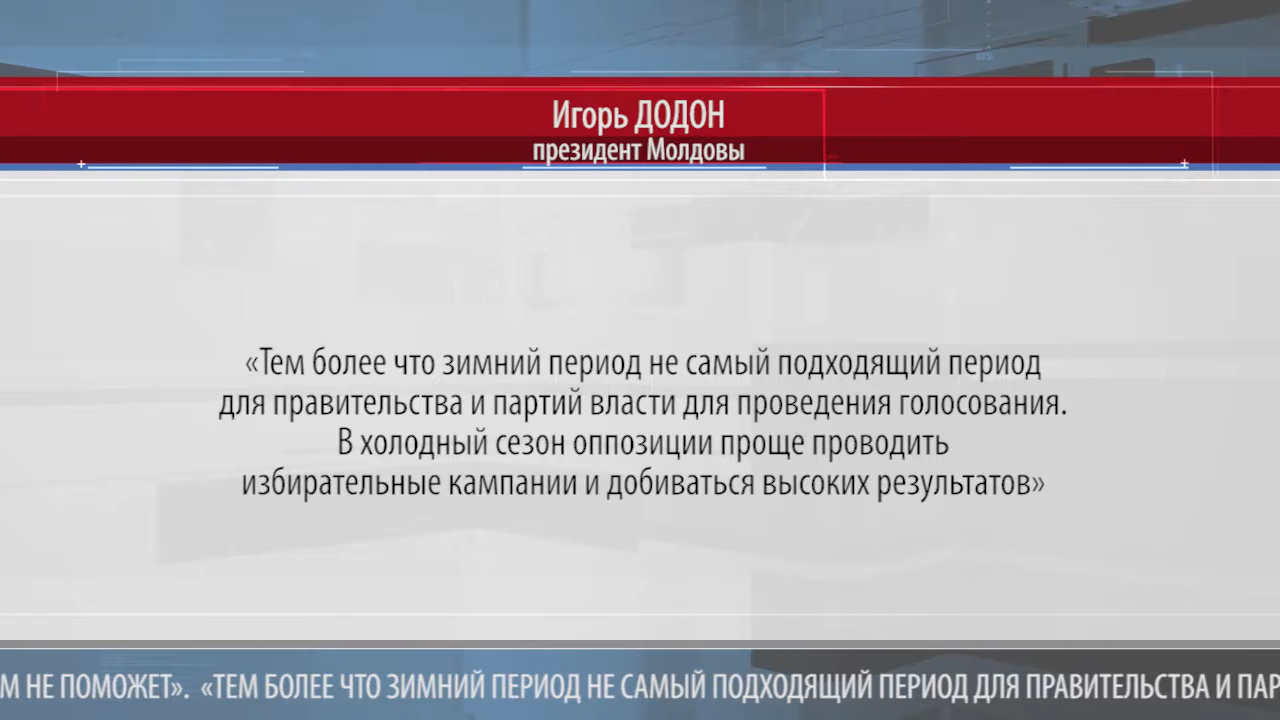 Игорь ДОДОН
президент Молдовы
«Тем более что зимний период не самый подходящий период
для правительства и партий власти для проведения голосования.
В холодный сезон оппозиции проще проводить
избирательные кампании и добиваться высоких результатов»
М НЕ ПОМОЖЕТ». «ТЕМ БОЛЕЕ ЧТО ЗИМНИЙ ПЕРИОД НЕ САМЫЙ ПОДХОДЯЩИЙ ПЕРИОД ДЛЯ ПРАВИТЕЛЬСТВА И ПАР